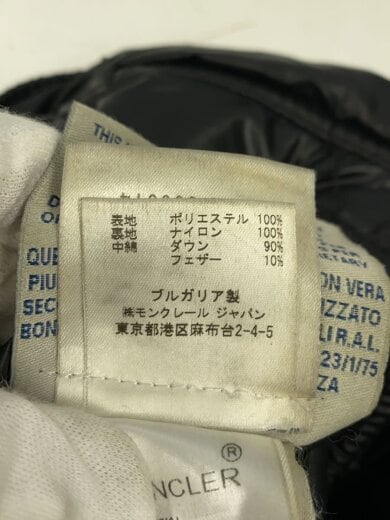 THIS
表地 ポリエステル 100%
裏地 ナイロン 100%
中綿 ダウン 90%
フェザー 10%
ブルガリア製
㈱モンクレール ジャパン
東京都港区麻布台2-4-5
QUE
PIU
SEC
BON
ON VERA
IZZATO
LI R.A.L.
23/1/75
ZA
®
NCLER